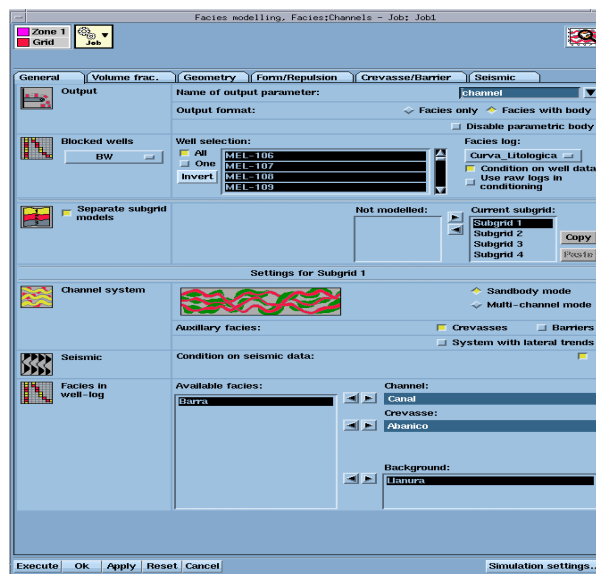 Facies modelling, Facies:Channels - Job: Job1
Zone 1
Grid
Job
General Volume frac. Geometry Form/Repulsion Crevasse/Barrier Seismic
Output
Name of output parameter: channel
Output format: Facies only Facies with body
Disable parametric body
Blocked wells
BW
Well selection:
All
One
Invert
MEL-106
MEL-107
MEL-108
MEL-109
Facies log:
Curva_Litologica
Condition on well data
Use raw logs in
conditioning
Separate subgrid
models
Not modelled:
Current subgrid:
Subgrid 1
Subgrid 2
Subgrid 3
Subgrid 4
Copy
Paste
Settings for Subgrid 1
Channel system
Sandbody mode
Multi-channel mode
Auxillary facies: Crevasses Barriers
System with lateral trends
Seismic
Condition on seismic data:
Facies in
well-log
Available facies:
Barra
Channel:
Canal
Crevasse:
Abanico
Background:
Llanura
Execute Ok Apply Reset Cancel Simulation settings..